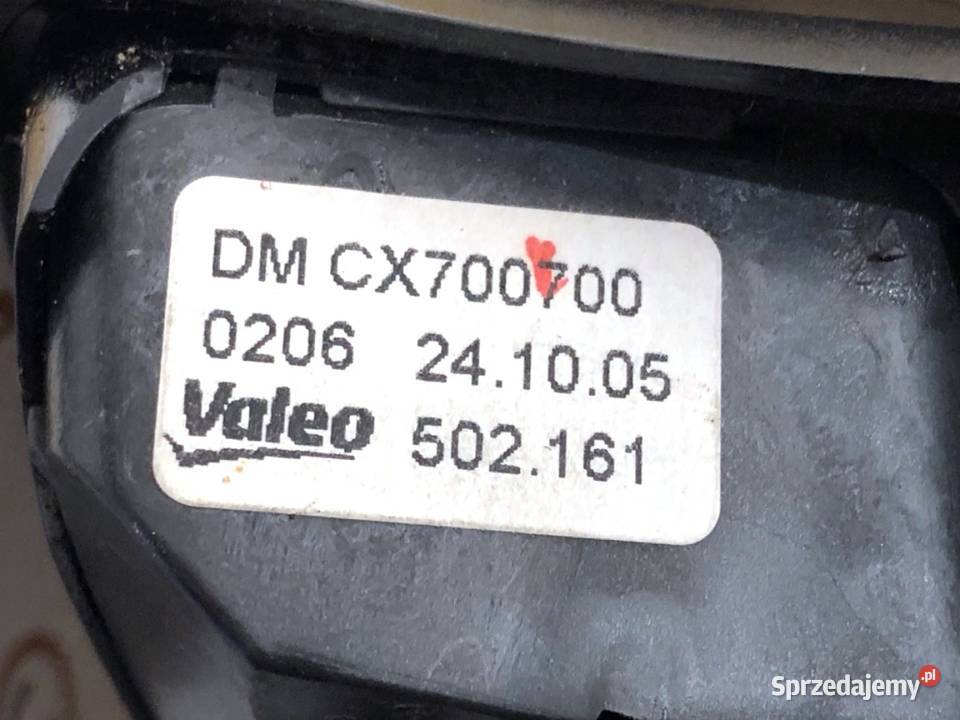 DM CX700700
0206 24.10.05
Valeo 502.161
Sprzedajemy.pl